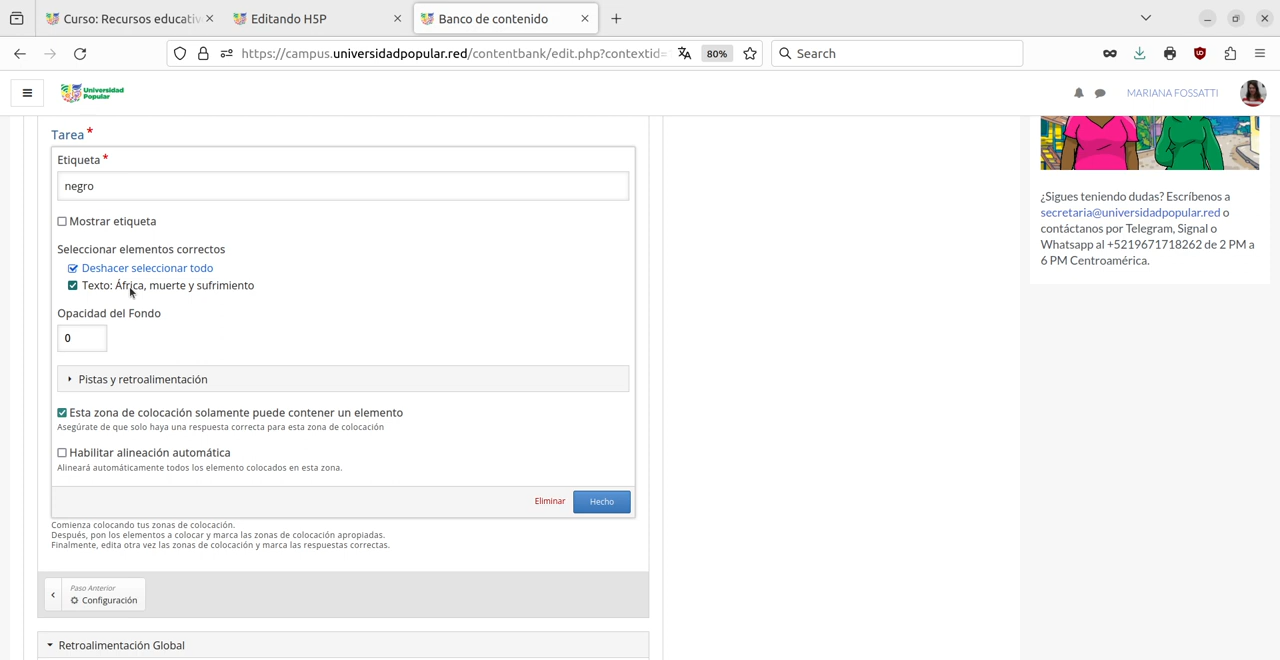 Curso: Recursos educativ
Editando H5P
Banco de contenido
https://campus.universidadpopular.red/contentbank/edit.php?contextid=
80%
Search
Universidad
Popular
MARIANA FOSSATTI
Tarea*
Etiqueta *
negro
Mostrar etiqueta
Seleccionar elementos correctos
Deshacer seleccionar todo
Texto: África, muerte y sufrimiento
Opacidad del Fondo
0
Pistas y retroalimentación
Esta zona de colocación solamente puede contener un elemento
Asegúrate de que solo haya una respuesta correcta para esta zona de colocación
Habilitar alineación automática
Alineará automáticamente todos los elemento colocados en esta zona.
Eliminar
Hecho
Comienza colocando tus zonas de colocación.
Después, pon los elementos a colocar y marca las zonas de colocación apropiadas.
Finalmente, edita otra vez las zonas de colocación y marca las respuestas correctas.
Paso Anterior
Configuración
Retroalimentación Global
¿Sigues teniendo dudas? Escríbenos a
secretaria@universidadpopular.red o
contáctanos por Telegram, Signal o
Whatsapp al +5219671718262 de 2 PM a
6 PM Centroamérica.